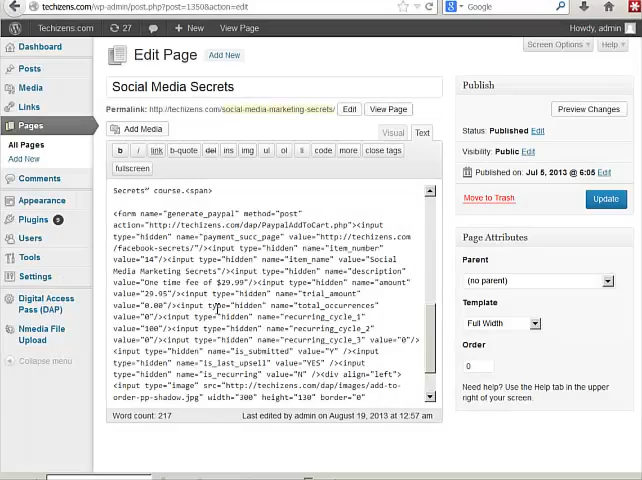 techizens.com/wp-admin/post.php?post=1350&action=edit
Google
Techizens.com
27
New
View Page
Howdy, admin
Screen Options
Help
Dashboard
Posts
Media
Links
Pages
All Pages
Add New
Comments
Appearance
Plugins 9
Users
Tools
Settings
Digital Access
Post (DAP)
Nmedia File
Upload
Collapse menu
Edit Page
Add New
Social Media Secrets
Permalink: http://techizens.com/social-media-marketing-secrets/
Edit
View Page
Add Media
Visual
Text
b
i
link
b-quote
del
ins
img
ul
ol
li
code
more
close tags
fullscreen
Secrets” course.<span>
<form name="generate_paypal" method="post"
action="http://techizens.com/dap/PaypalAddToCart.php"><input
type="hidden" name="payment_succ_page" value="http://techizens.com
/facebook-secrets/"/><input type="hidden" name="item_number"
value="14"/><input type="hidden" name="item_name" value="Social
Media Marketing Secrets"/><input type="hidden" name="description"
value="One time fee of $29.99"/><input type="hidden" name="amount"
value="29.95"/><input type="hidden" name="trial_amount"
value="0.00"/><input type="hidden" name="total_occurrences"
value="0"/><input type="hidden" name="recurring_cycle_1"
value="100"/><input type="hidden" name="recurring_cycle_2"
value="0"/><input type="hidden" name="recurring_cycle_3" value="0"/>
<input type="hidden" name="is_submitted" value="Y" /><input
type="hidden" name="is_last_upsell" value="YES" /><input
type="hidden" name="is_recurring" value="N" /><div align="left">
<input type="image" src="http://techizens.com/dap/images/add-to-
order-pp-shadow.jpg" width="300" height="130" border="0"
Word count: 217
Last edited by admin on August 19, 2013 at 12:57 am
Publish
Preview Changes
Status: Published Edit
Visibility: Public Edit
Published on: Jul 5, 2013 @ 6:05 Edit
Move to Trash
Update
Page Attributes
Parent
(no parent)
Template
Full Width
Order
0
Need help? Use the Help tab in the upper
right of your screen.